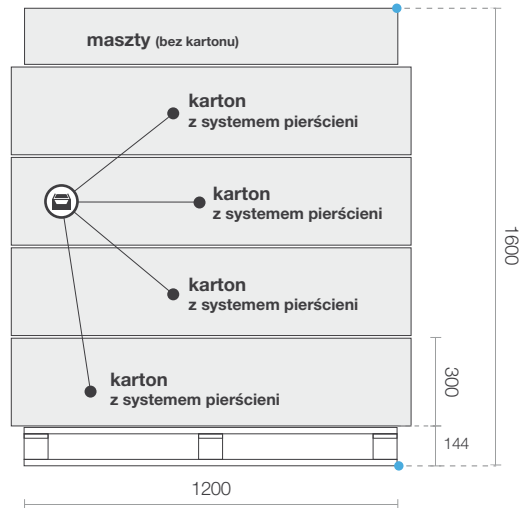 maszty (bez kartonu)
karton
z systemem pierścieni
karton
z systemem pierścieni
karton
z systemem pierścieni
karton
z systemem pierścieni
1600
300
144
1200